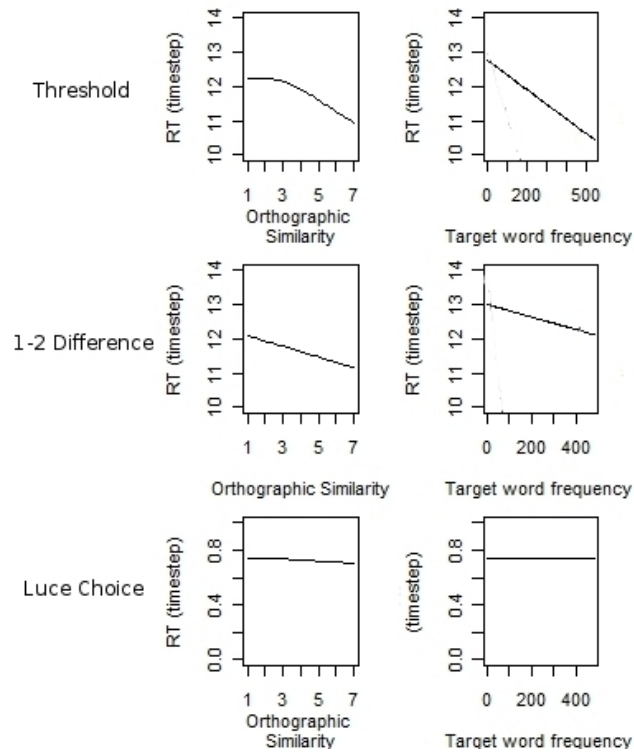 Threshold
RT (timestep)
10 11 12 13 14
1 3 5 7
Orthographic
Similarity
RT (timestep)
10 11 12 13 14
0 200 500
Target word frequency
1-2 Difference
RT (timestep)
10 11 12 13 14
1 3 5 7
Orthographic Similarity
RT (timestep)
10 11 12 13 14
0 200 400
Target word frequency
Luce Choice
RT (timestep)
0.0 0.4 0.8
1 3 5 7
Orthographic
Similarity
(timestep)
0.0 0.4 0.8
0 200 400
Target word frequency